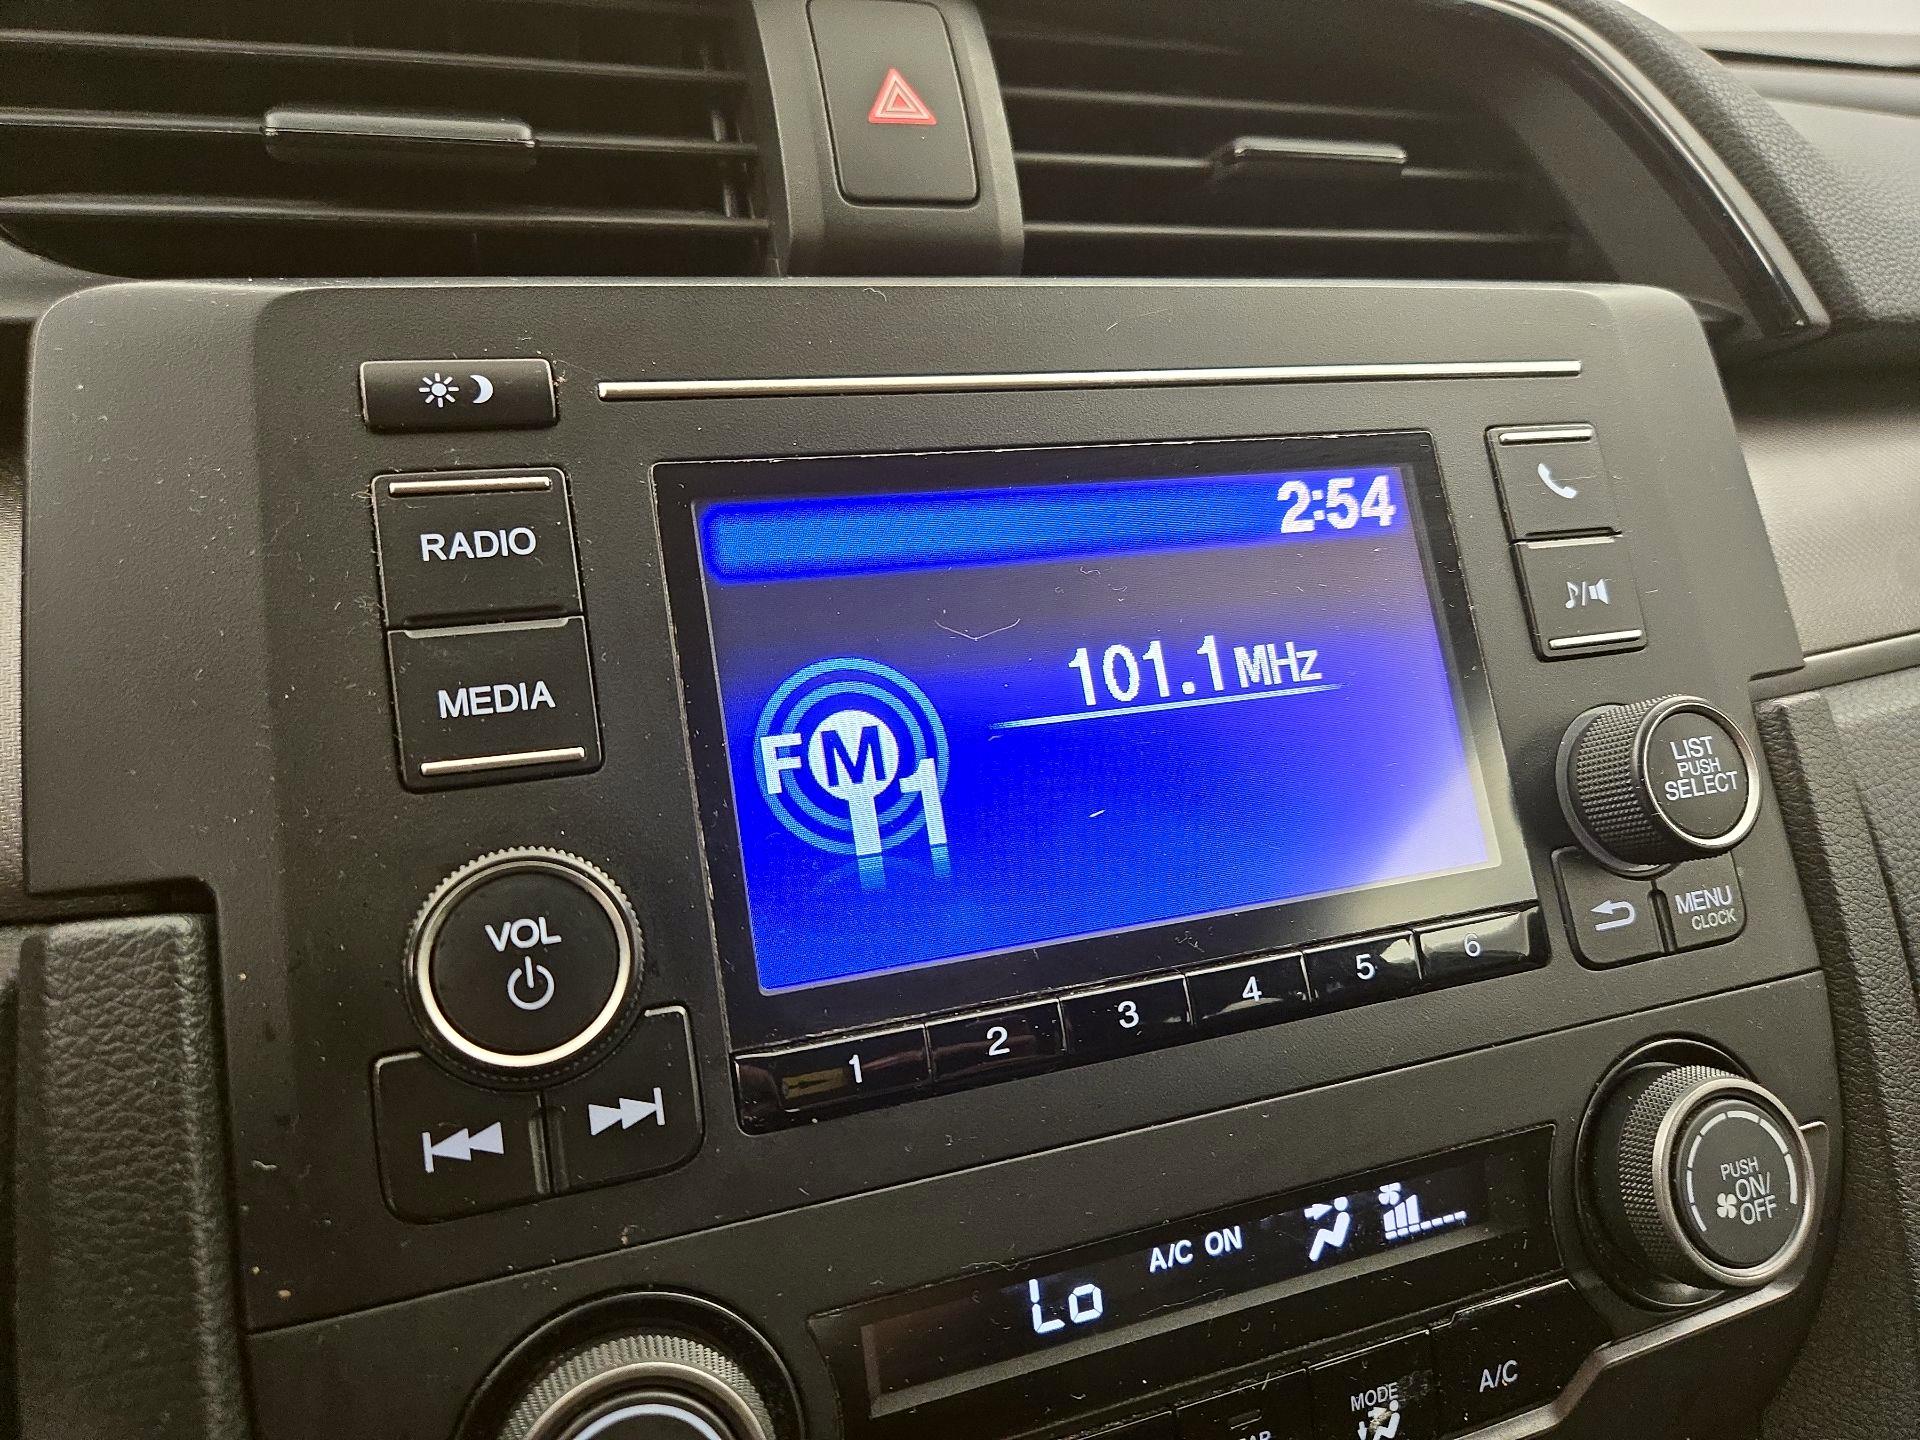 2:54
RADIO
101.1 MHz
MEDIA
FM
1
LIST
PUSH
SELECT
VOL
MENU
CLOCK
1 2 3 4 5 6
PUSH
ON/
OFF
A/C ON
Lo
MODE
A/C